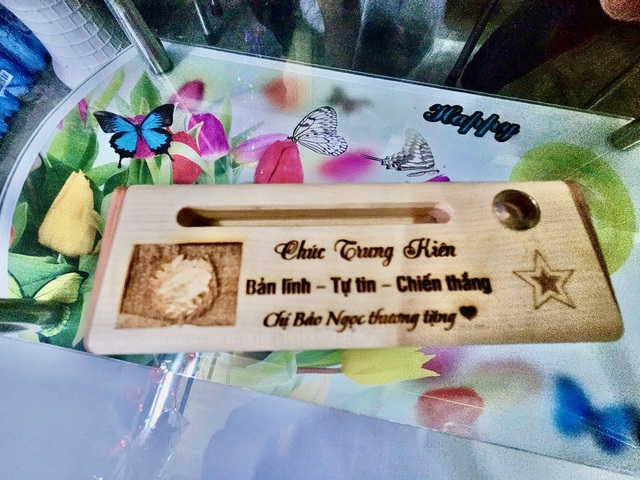 Happy
Chúc Trung Kiên
Bản lĩnh - Tự tin - Chiến thắng
Chị Bảo Ngọc thương tặng